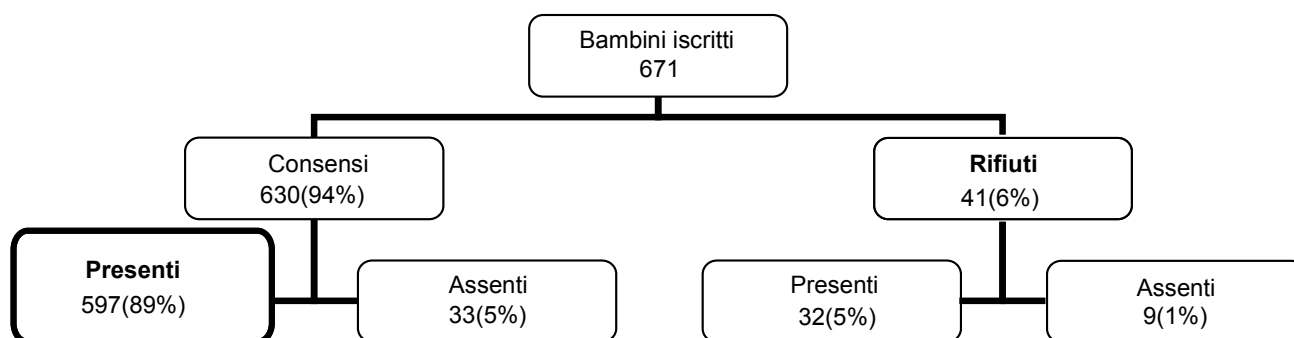 Bambini iscritti
671
Consensi
630(94%)
Rifiuti
41(6%)
Presenti
597(89%)
Assenti
33(5%)
Presenti
32(5%)
Assenti
9(1%)